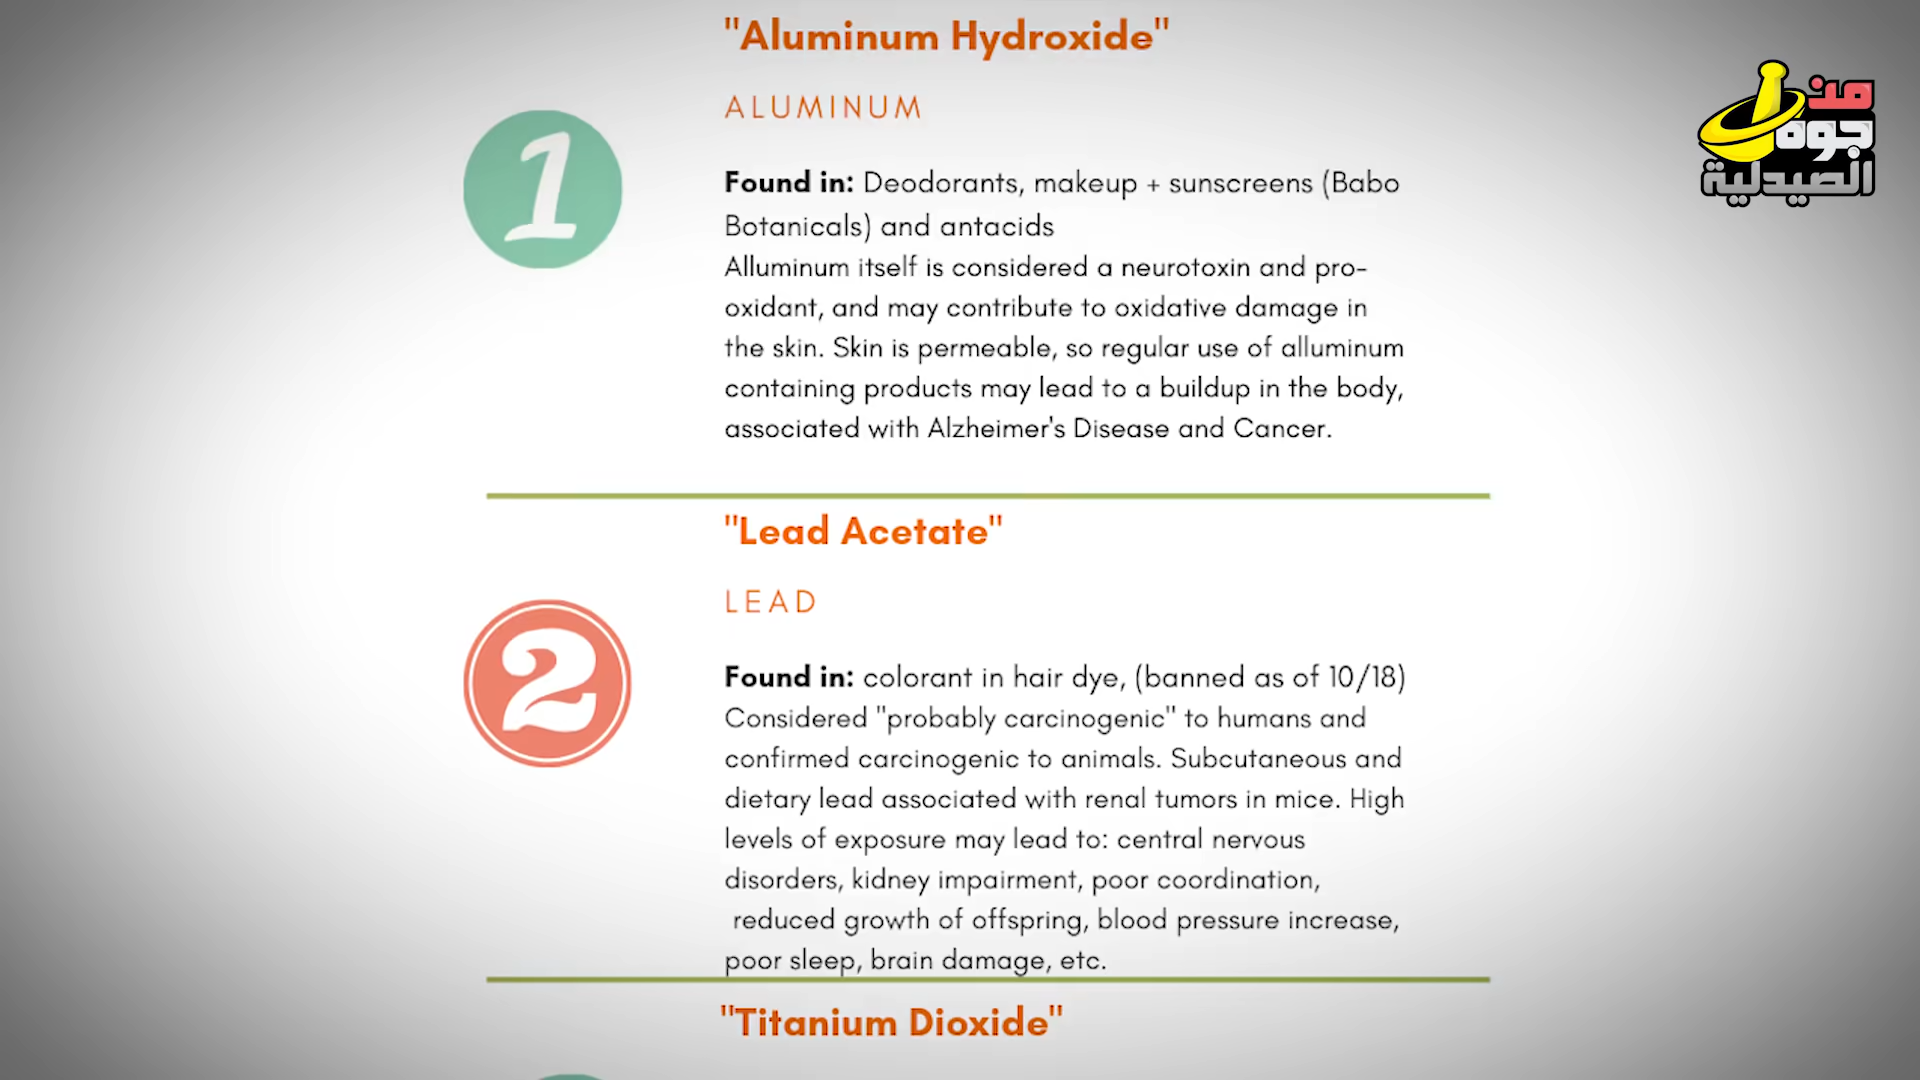 "Aluminum Hydroxide"
ALUMINUM
1
Found in: Deodorants, makeup + sunscreens (Babo
Botanicals) and antacids
Alluminum itself is considered a neurotoxin and pro-
oxidant, and may contribute to oxidative damage in
the skin. Skin is permeable, so regular use of alluminum
containing products may lead to a buildup in the body,
associated with Alzheimer's Disease and Cancer.
"Lead Acetate"
LEAD
2
Found in: colorant in hair dye, (banned as of 10/18)
Considered "probably carcinogenic" to humans and
confirmed carcinogenic to animals. Subcutaneous and
dietary lead associated with renal tumors in mice. High
levels of exposure may lead to: central nervous
disorders, kidney impairment, poor coordination,
reduced growth of offspring, blood pressure increase,
poor sleep, brain damage, etc.
"Titanium Dioxide"
من
جوة
الصيدلية